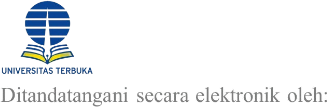 UNIVERSITAS TERBUKA
Ditandatangani secara elektronik oleh: